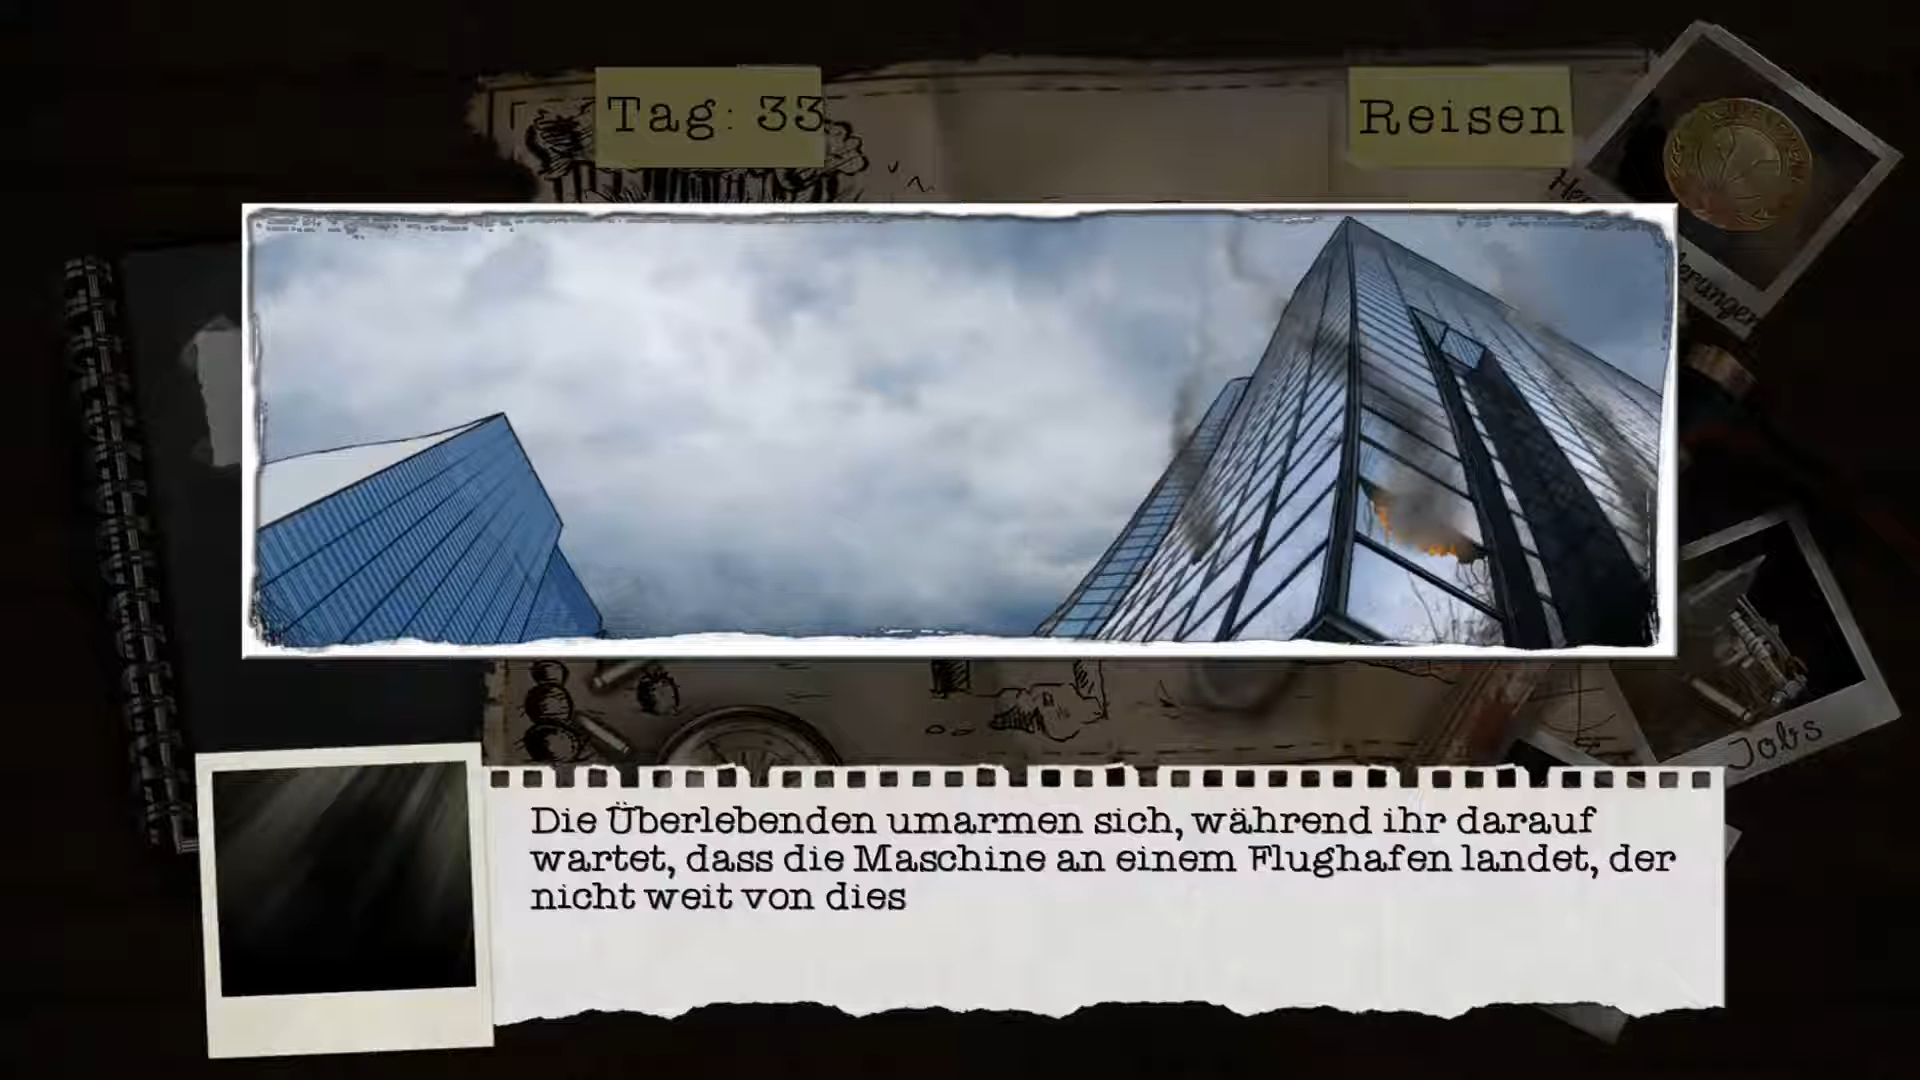 Tag: 33
Reisen
Die Überlebenden umarmen sich, während ihr darauf
wartet, dass die Maschine an einem Flughafen landet, der
nicht weit von dies
Jobs